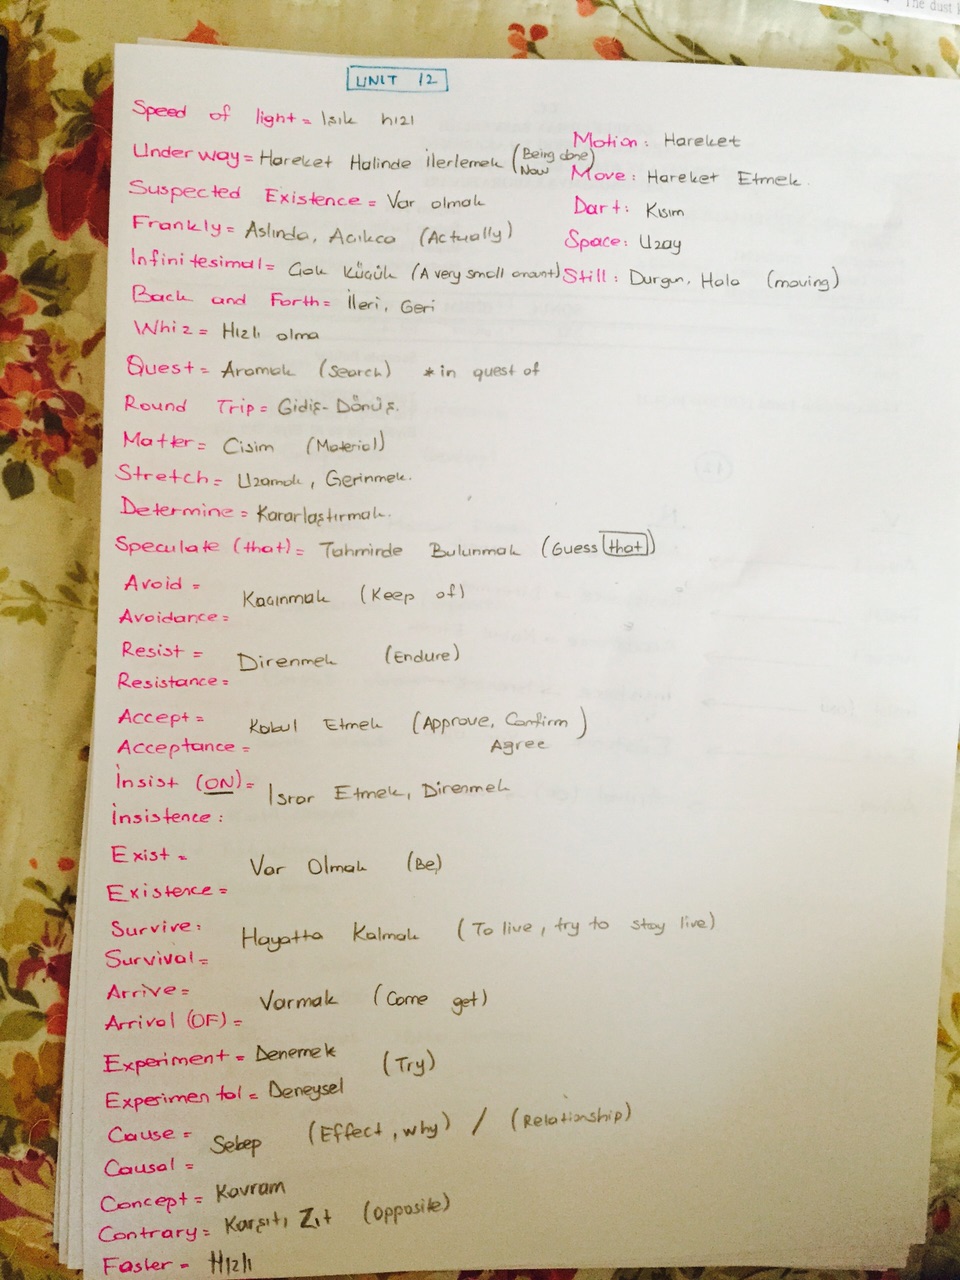 The dust
UNIT 12
Speed of light = Işık hızı
Under way = Hareket Halinde İlerlemek (Being done)
(Now
Suspected Existence = Var olmak
Frankly = Aslında, Acıkca (Actually)
Infinitesimal = Cok Kücük (A very small amount)
Back and Forth = İleri, Geri
Whiz = Hızlı olma
Quest = Aramak (Search) * in quest of
Round Trip = Gidiş - Dönüş.
Matter = Cisim (Material)
Stretch = Uzamak, Gerinmek.
Determine = Kararlaştırmak.
Speculate (that) = Tahminde Bulunmak (Guess that)
Avoid =
Kacınmak (Keep of)
Avoidance =
Resist =
Direnmek (Endure)
Resistance =
Accept =
Kabul Etmek (Approve, Confirm)
Agree
Acceptance =
İnsist (ON) =
Israr Etmek, Direnmek
İnsistence :
Exist =
Var Olmak (Be)
Existence =
Survive :
Hayatta Kalmak (To live, try to stay live)
Survival =
Arrive =
Varmak (Come get)
Arrival (OF) =
Experiment = Denemek
(Try)
Experimental = Deneysel
Cause =
Sebep (Effect, why) / (Relationship)
Causal =
Concept = Kavram
Contrary = Karşıtı, Zıt (opposite)
Faster = Hızlı
Motion : Hareket
Move : Hareket Etmek.
Dart : Kısım
Space : Uzay
Still : Durgun, Hala (moving)